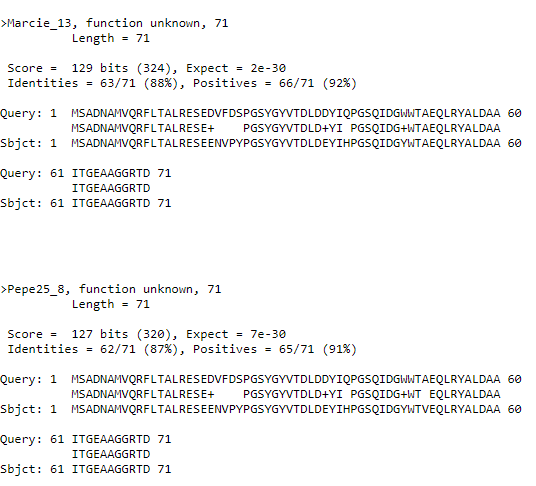 >Marcie_13, function unknown, 71
Length = 71
Score =  129 bits (324), Expect = 2e-30
Identities = 63/71 (88%), Positives = 66/71 (92%)
Query: 1  MSADNAMVQRFLTALRESEDVFDSPGSYGYVTDLDDYIQPGSQIDGWWTAEQLRYALDAA 60
MSADNAMVQRFLTALRESE+    PGSYGYVTDLD+YI PGSQIDG+WTAEQLRYALDAA
Sbjct: 1  MSADNAMVQRFLTALRESEENVPYPGSYGYVTDLDEYIHPGSQIDGYWTAEQLRYALDAA 60
Query: 61 ITGEAAGGRTD 71
ITGEAAGGRTD
Sbjct: 61 ITGEAAGGRTD 71
>Pepe25_8, function unknown, 71
Length = 71
Score =  127 bits (320), Expect = 7e-30
Identities = 62/71 (87%), Positives = 65/71 (91%)
Query: 1  MSADNAMVQRFLTALRESEDVFDSPGSYGYVTDLDDYIQPGSQIDGWWTAEQLRYALDAA 60
MSADNAMVQRFLTALRESE+    PGSYGYVTDLD+YI PGSQIDG+WT EQLRYALDAA
Sbjct: 1  MSADNAMVQRFLTALRESEENVPYPGSYGYVTDLDEYIHPGSQIDGYWTVEQLRYALDAA 60
Query: 61 ITGEAAGGRTD 71
ITGEAAGGRTD
Sbjct: 61 ITGEAAGGRTD 71